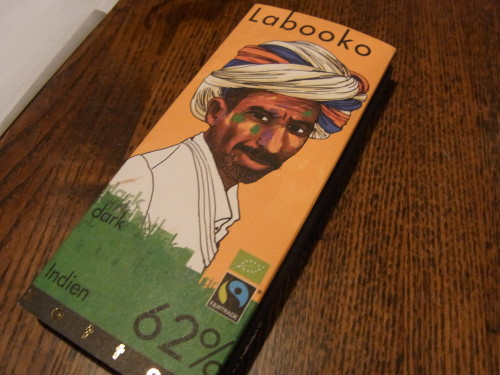 Labooko
dark
dark
Indien
FAIRTRADE
62%